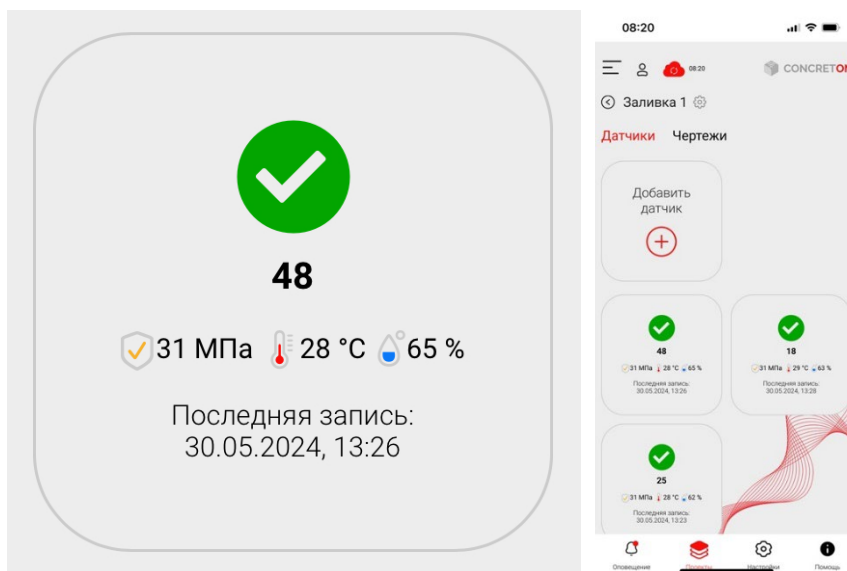 48
31 МПа 28 °C 65 %
Последняя запись:
30.05.2024, 13:26
08:20
08:20
CONCRETON
Заливка 1
Датчики Чертежи
Добавить
датчик
48
31 МПа 28 °C 65 %
Последняя запись:
30.05.2024, 13:26
18
31 МПа 29 °C 63 %
Последняя запись:
30.05.2024, 13:28
25
31 МПа 28 °C 62 %
Последняя запись:
30.05.2024, 13:23
Оповещение Проекты Настройки Помощь